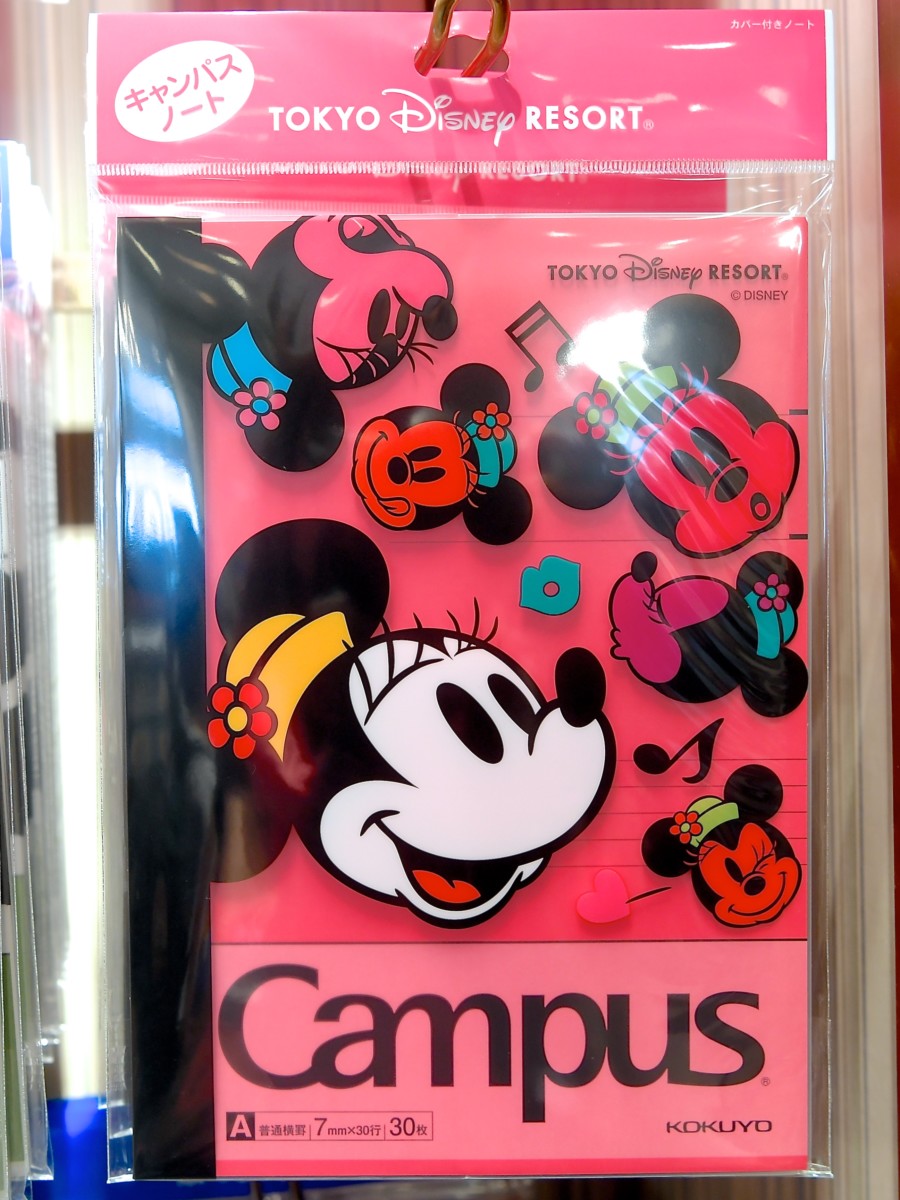 カバー付きノート
キャンパス
ノート
TOKYO Disney RESORT®
TOKYO Disney RESORT®
© DISNEY
Campus®
A 普通横罫 7mm×30行 30枚
KOKUYO